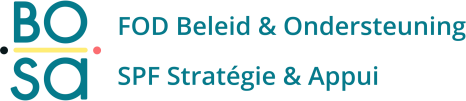 BO
sa
FOD Beleid & Ondersteuning
SPF Stratégie & Appui